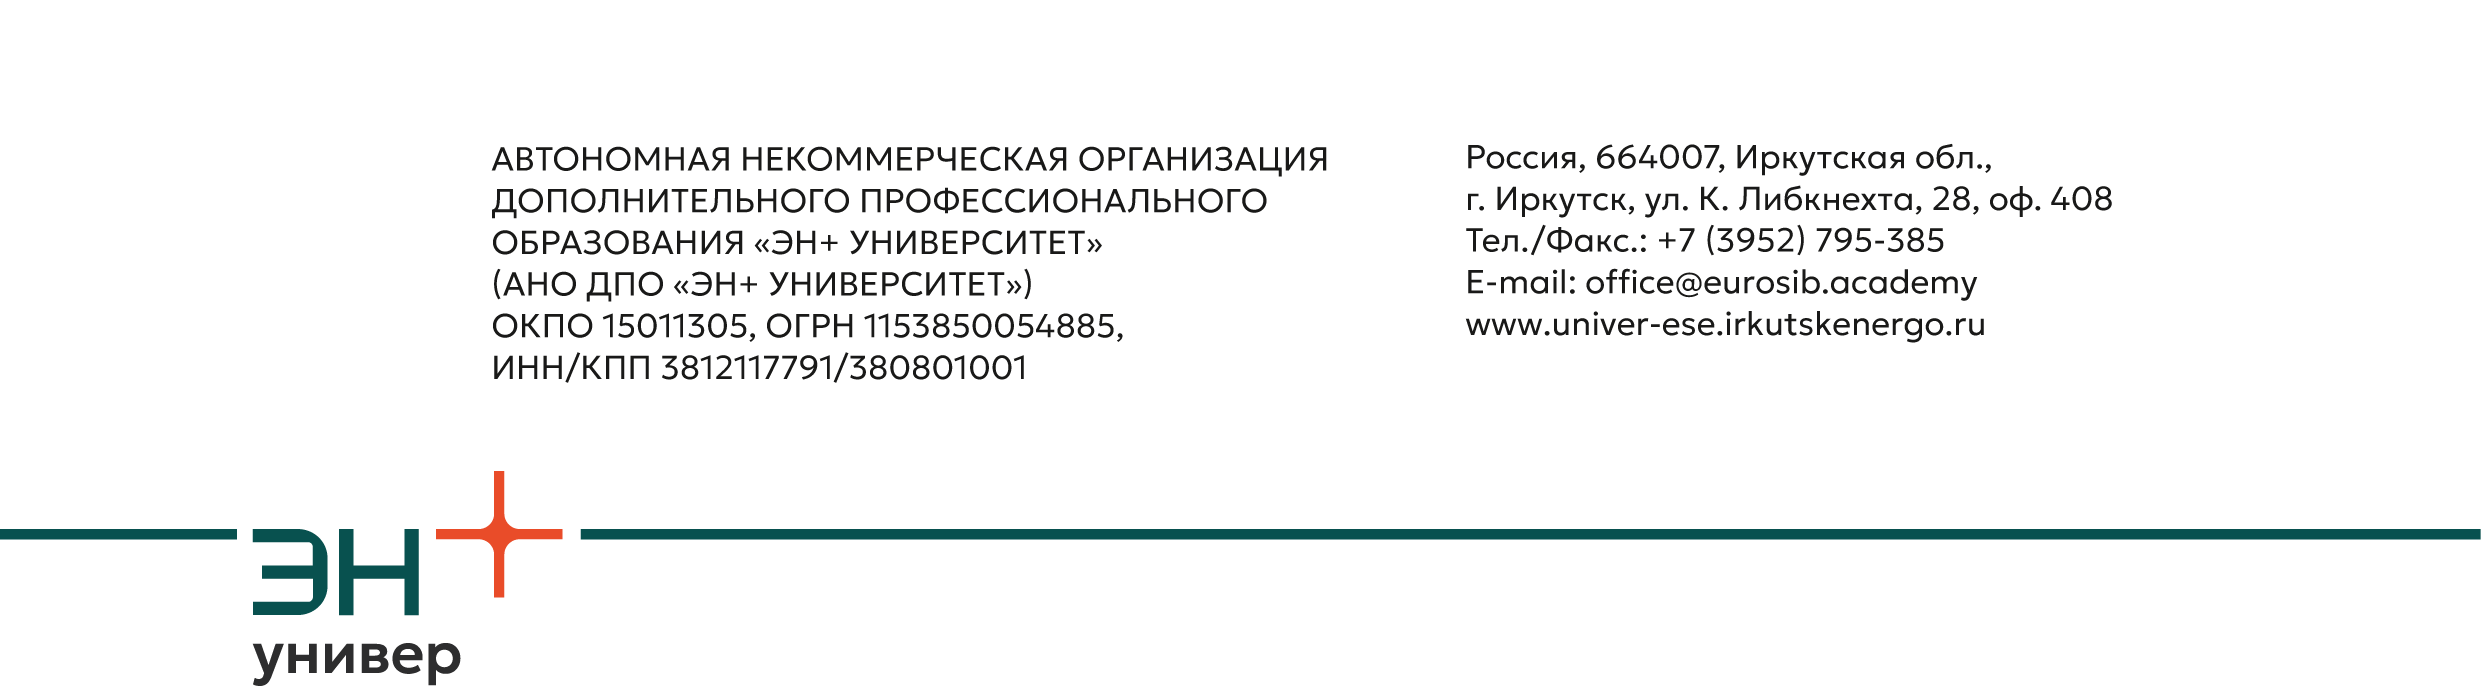 АВТОНОМНАЯ НЕКОММЕРЧЕСКАЯ ОРГАНИЗАЦИЯ
ДОПОЛНИТЕЛЬНОГО ПРОФЕССИОНАЛЬНОГО
ОБРАЗОВАНИЯ «ЭН+ УНИВЕРСИТЕТ»
(АНО ДПО «ЭН+ УНИВЕРСИТЕТ»)
ОКПО 15011305, ОГРН 1153850054885,
ИНН/КПП 3812117791/380801001
Россия, 664007, Иркутская обл.,
г. Иркутск, ул. К. Либкнехта, 28, оф. 408
Тел./Факс.: +7 (3952) 795-385
E-mail: office@eurosib.academy
www.univer-ese.irkutskenergo.ru
ЭН+
универ